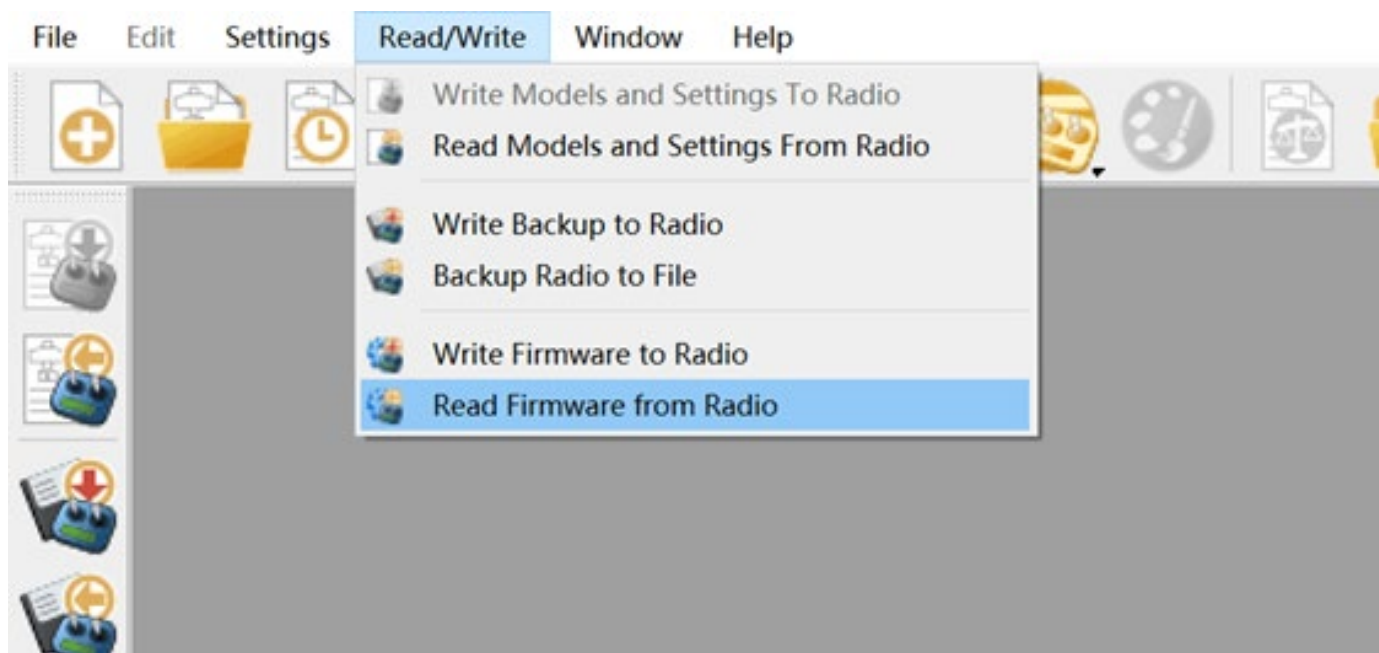 File Edit Settings Read/Write Window Help
Write Models and Settings To Radio
Read Models and Settings From Radio
Write Backup to Radio
Backup Radio to File
Write Firmware to Radio
Read Firmware from Radio